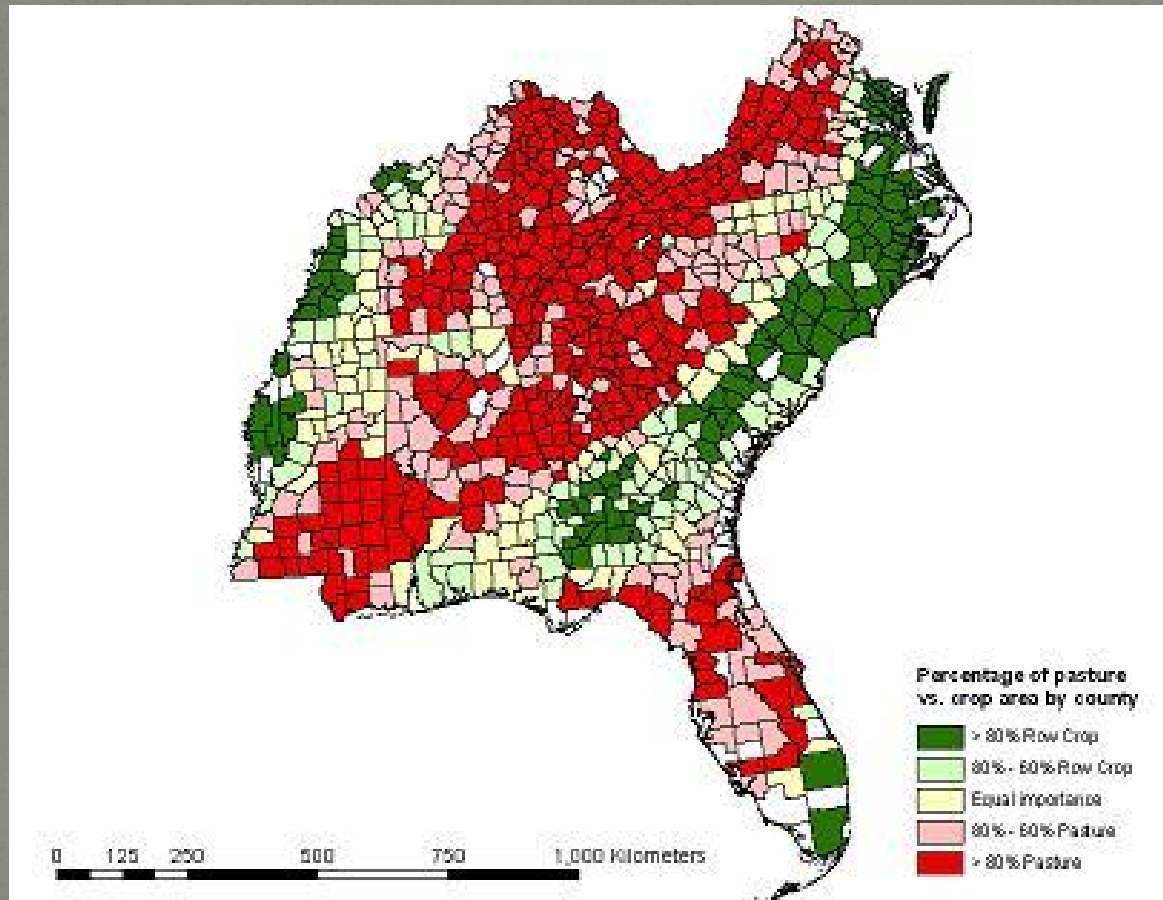 Percentage of pasture
vs. crop area by county
> 80% Row Crop
80% - 60% Row Crop
Equal Importance
80% - 60% Pasture
> 80% Pasture
0 125 250 500 750 1,000 Kilometers